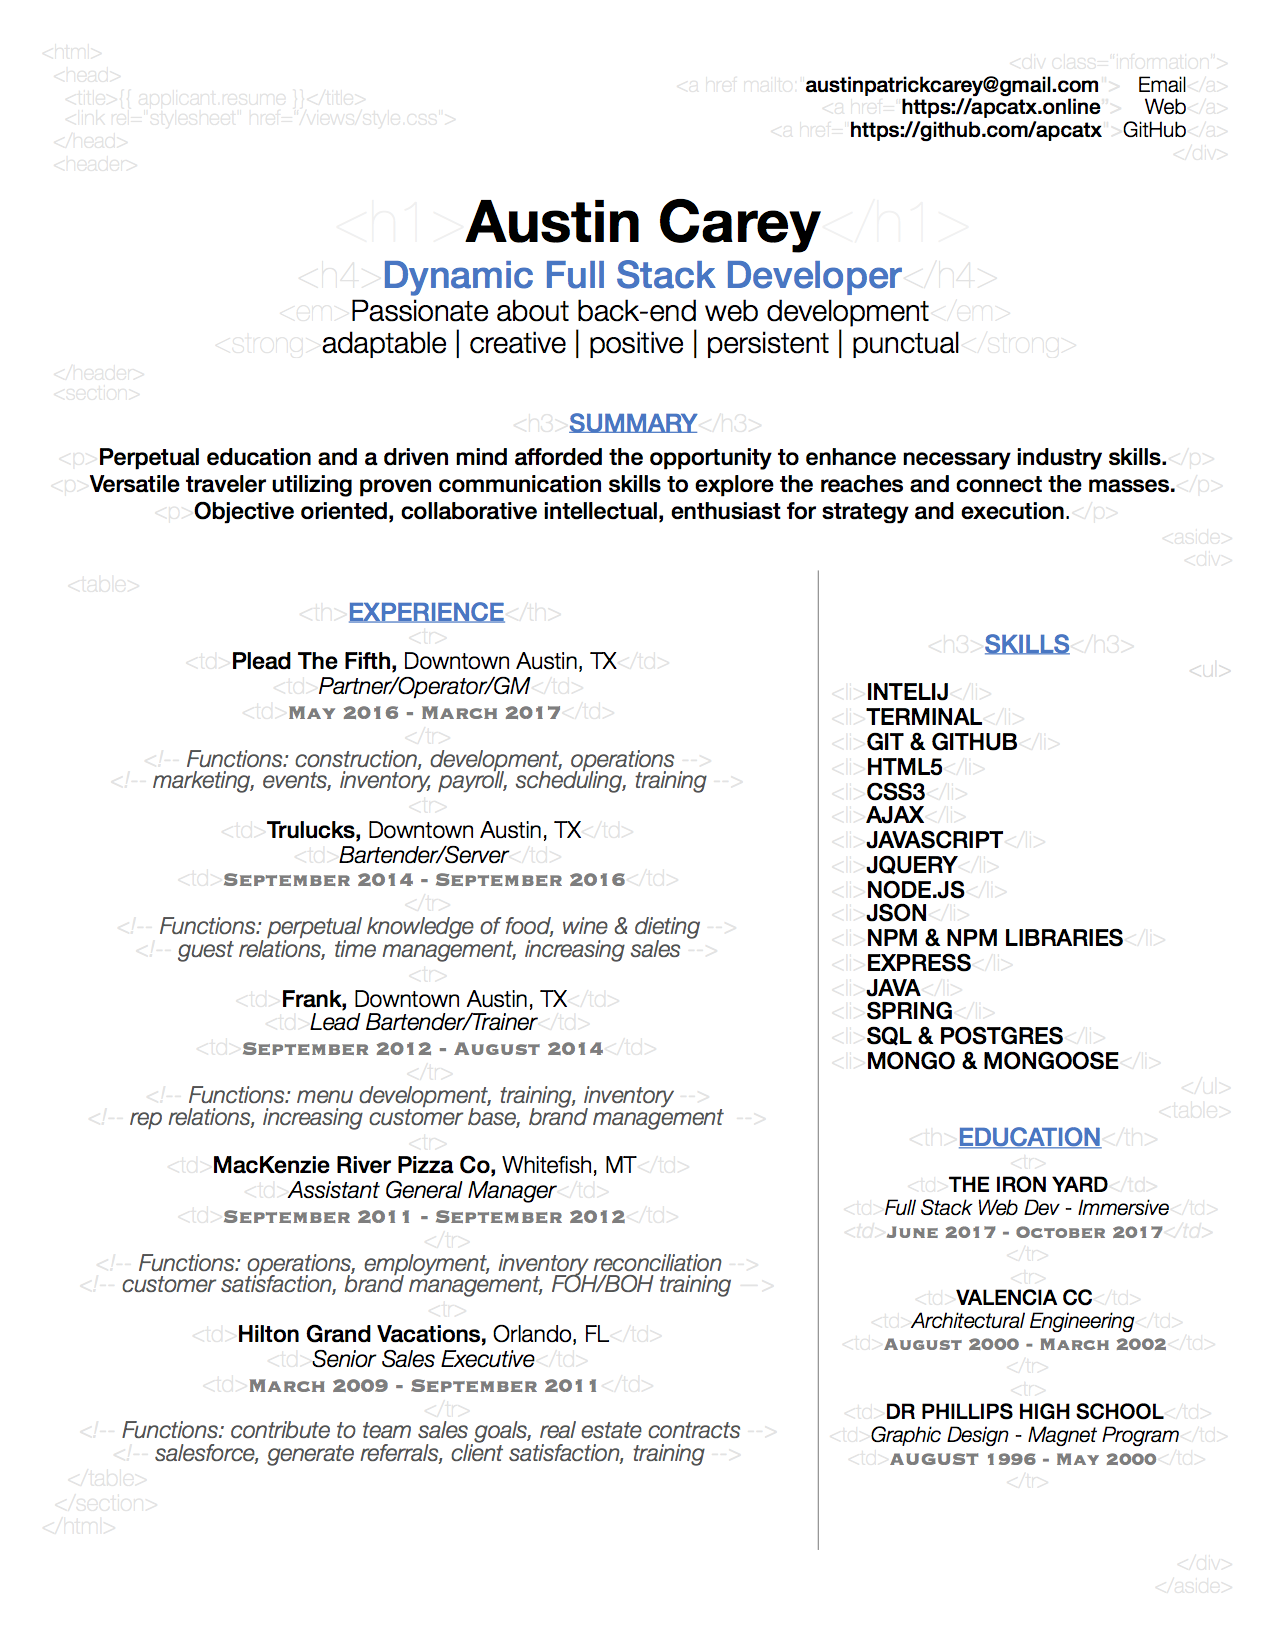 <html>
<head>
<title>{{ applicant.resume }}</title>
<link rel="stylesheet" href="/views/style.css">
</head>
<header>
<div class="information">
<a href mailto:"austinpatrickcarey@gmail.com"> Email</a>
<a href="https://apcatx.online"> Web</a>
<a href="https://github.com/apcatx">GitHub</a>
</div>
<h1>Austin Carey</h1>
<h4>Dynamic Full Stack Developer</h4>
<em>Passionate about back-end web development</em>
<strong>adaptable | creative | positive | persistent | punctual</strong>
</header>
<section>
<h3>SUMMARY</h3>
<p>Perpetual education and a driven mind afforded the opportunity to enhance necessary industry skills.</p>
<p>Versatile traveler utilizing proven communication skills to explore the reaches and connect the masses.</p>
<p>Objective oriented, collaborative intellectual, enthusiast for strategy and execution.</p>
<table>
<th>EXPERIENCE</th>
<tr>
<td>Plead The Fifth, Downtown Austin, TX</td>
<td>Partner/Operator/GM</td>
<td>May 2016 - March 2017</td>
</tr>
<!-- Functions: construction, development, operations -->
<!-- marketing, events, inventory, payroll, scheduling, training -->
<tr>
<td>Trulucks, Downtown Austin, TX</td>
<td>Bartender/Server</td>
<td>September 2014 - September 2016</td>
</tr>
<!-- Functions: perpetual knowledge of food, wine & dieting -->
<!-- guest relations, time management, increasing sales -->
<tr>
<td>Frank, Downtown Austin, TX</td>
<td>Lead Bartender/Trainer</td>
<td>September 2012 - August 2014</td>
</tr>
<!-- Functions: menu development, training, inventory -->
<!-- rep relations, increasing customer base, brand management -->
<tr>
<td>MacKenzie River Pizza Co, Whitefish, MT</td>
<td>Assistant General Manager</td>
<td>September 2011 - September 2012</td>
</tr>
<!-- Functions: operations, employment, inventory reconciliation -->
<!-- customer satisfaction, brand management, FOH/BOH training —>
<tr>
<td>Hilton Grand Vacations, Orlando, FL</td>
<td>Senior Sales Executive</td>
<td>March 2009 - September 2011</td>
</tr>
<!-- Functions: contribute to team sales goals, real estate contracts -->
<!-- salesforce, generate referrals, client satisfaction, training -->
</table>
</section>
</html>
<aside>
<div>
<h3>SKILLS</h3>
<ul>
<li>INTELIJ</li>
<li>TERMINAL</li>
<li>GIT & GITHUB</li>
<li>HTML5</li>
<li>CSS3</li>
<li>AJAX</li>
<li>JAVASCRIPT</li>
<li>JQUERY</li>
<li>NODE.JS</li>
<li>JSON</li>
<li>NPM & NPM LIBRARIES</li>
<li>EXPRESS</li>
<li>JAVA</li>
<li>SPRING</li>
<li>SQL & POSTGRES</li>
<li>MONGO & MONGOOSE</li>
</ul>
<table>
<th>EDUCATION</th>
<tr>
<td>THE IRON YARD</td>
<td>Full Stack Web Dev - Immersive</td>
<td>June 2017 - October 2017</td>
</tr>
<tr>
<td>VALENCIA CC</td>
<td>Architectural Engineering</td>
<td>August 2000 - March 2002</td>
</tr>
<tr>
<td>DR PHILLIPS HIGH SCHOOL</td>
<td>Graphic Design - Magnet Program</td>
<td>AUGUST 1996 - May 2000</td>
</tr>
</div>
</aside>